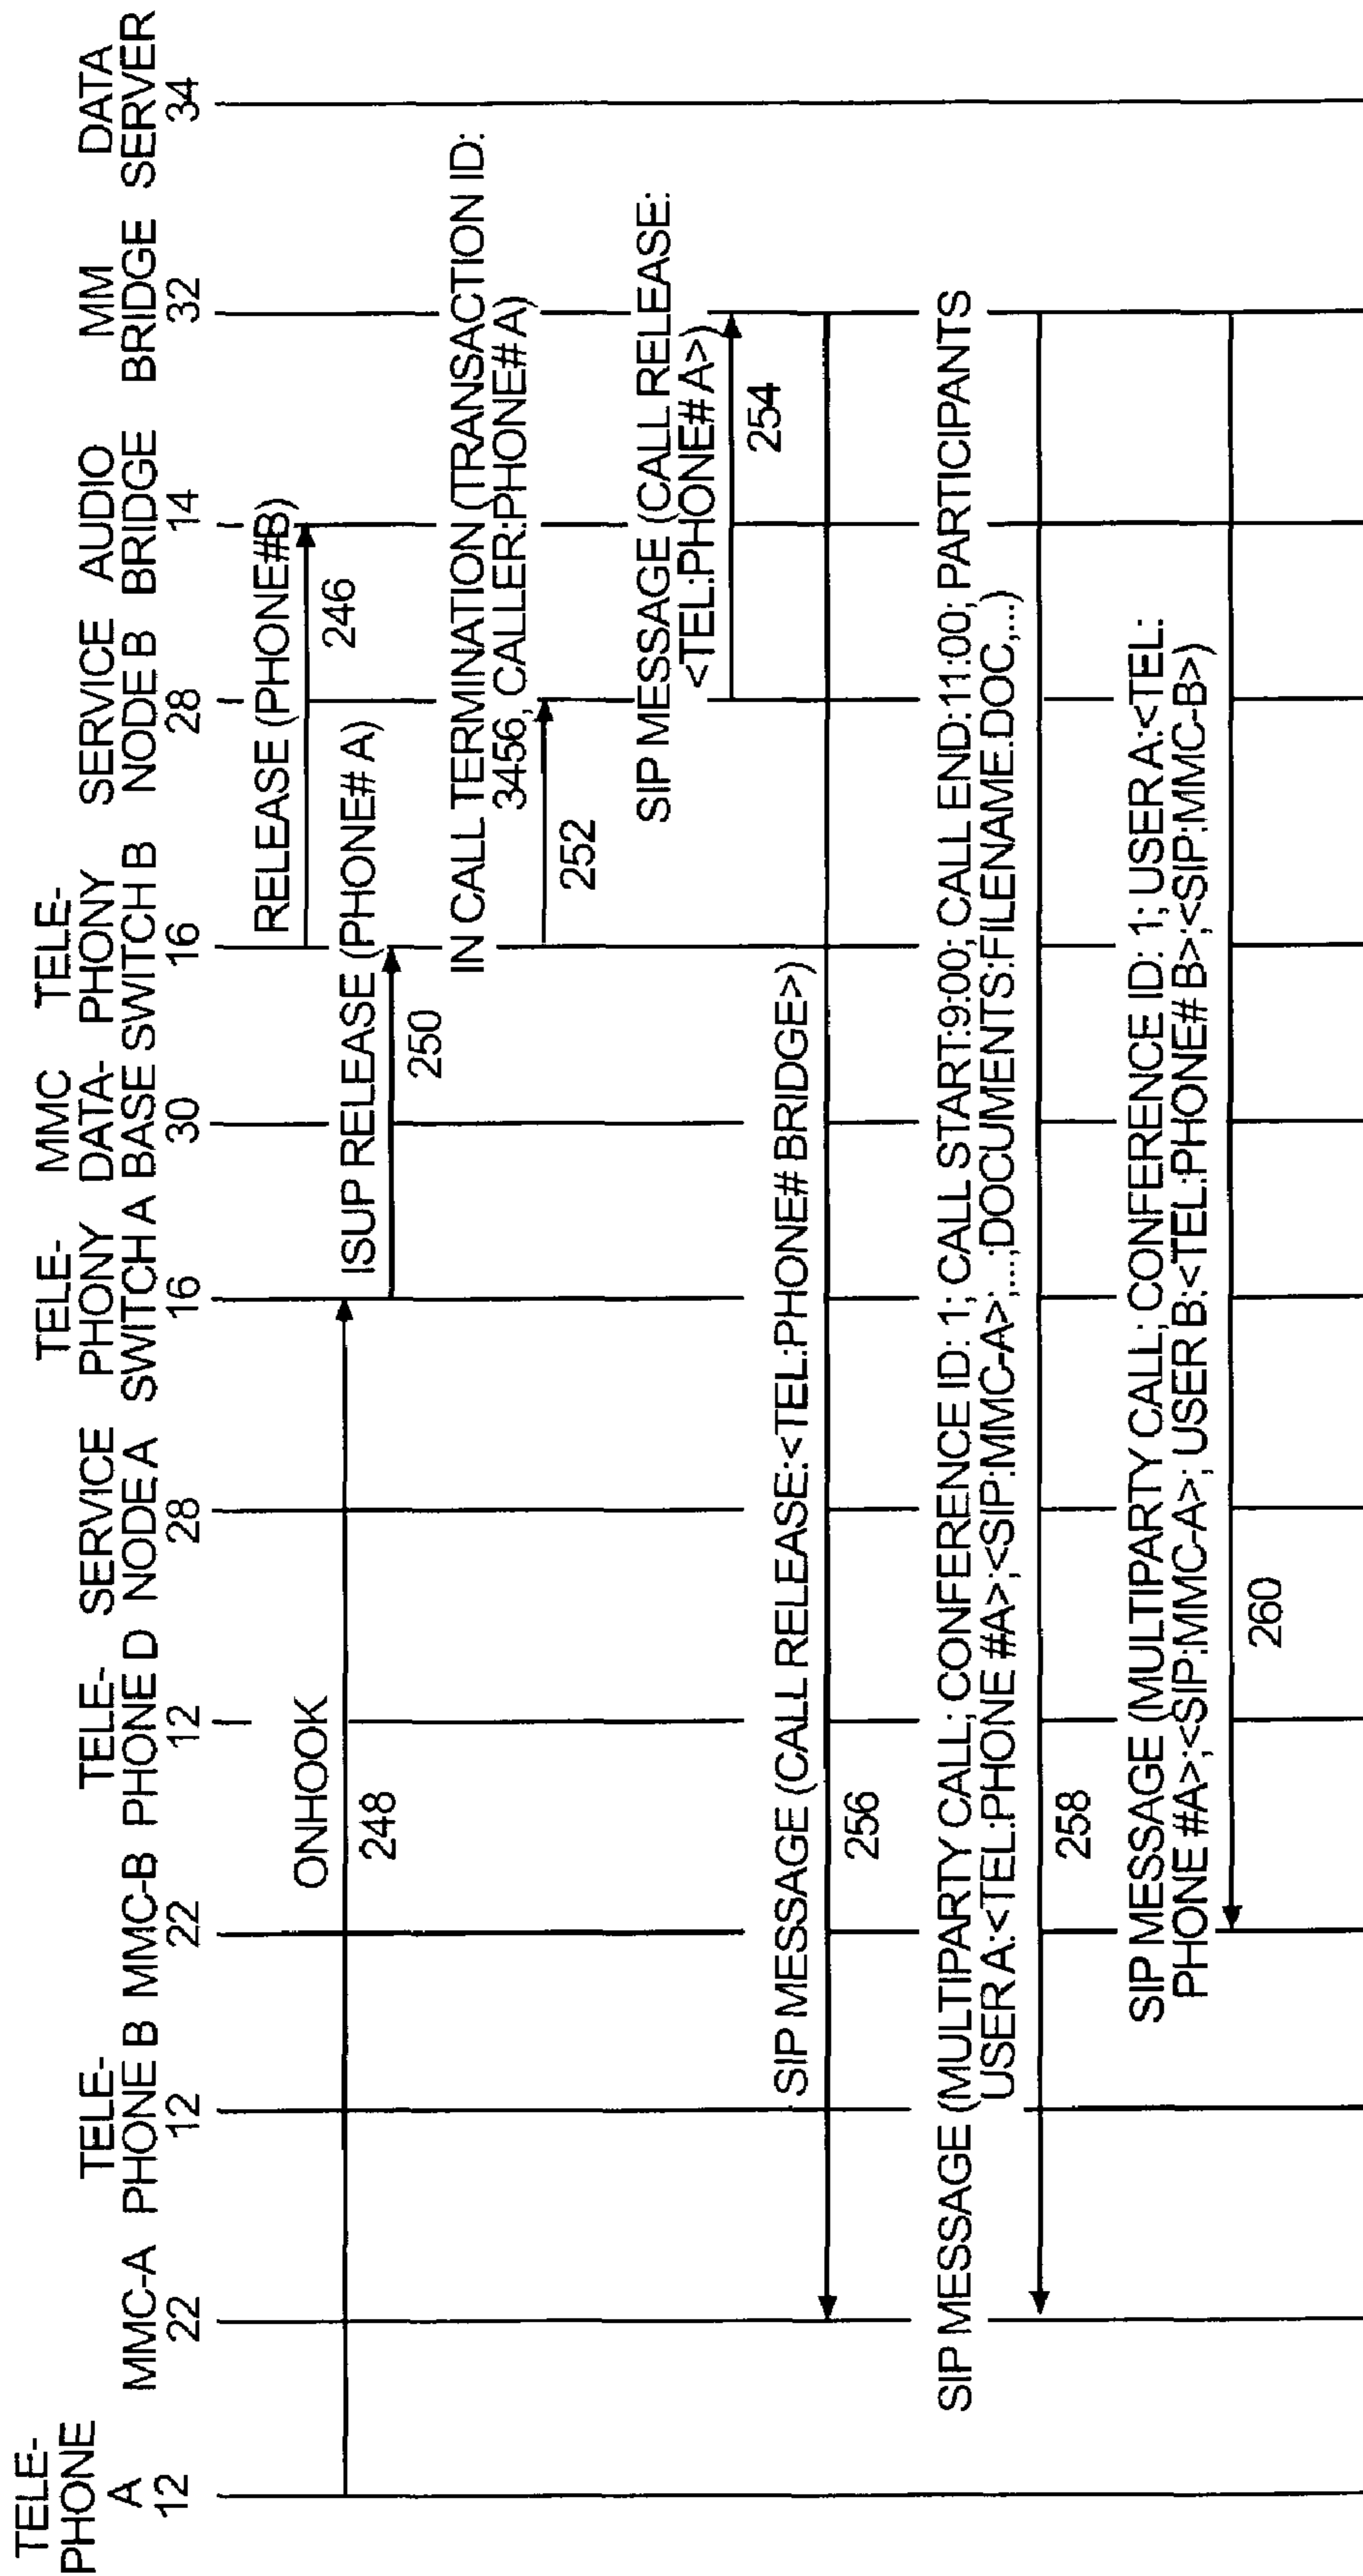 TELE-
PHONE
A
12
MMC-A
22
TELE-
PHONE B
12
MMC-B
22
TELE-
PHONE D
12
SERVICE
NODE A
28
TELE-
PHONY
SWITCH A
16
MMC
DATA-
BASE
30
TELE-
PHONY
SWITCH B
16
SERVICE
NODE B
28
AUDIO
BRIDGE
14
MM
BRIDGE
32
DATA
SERVER
34
RELEASE (PHONE#B)
246
ONHOOK
248
ISUP RELEASE (PHONE# A)
250
IN CALL TERMINATION (TRANSACTION ID:
3456, CALLER:PHONE# A)
252
SIP MESSAGE (CALL RELEASE:
<TEL:PHONE# A>)
254
SIP MESSAGE (CALL RELEASE:<TEL:PHONE# BRIDGE>)
256
SIP MESSAGE (MULTIPARTY CALL; CONFERENCE ID: 1; CALL START:9:00; CALL END:11:00; PARTICIPANTS
USER A:<TEL:PHONE #A>;<SIP:MMC-A>,...;DOCUMENTS:FILENAME.DOC,...)
258
SIP MESSAGE (MULTIPARTY CALL; CONFERENCE ID: 1; USER A:<TEL:
PHONE #A>;<SIP:MMC-A>; USER B:<TEL:PHONE# B>;<SIP:MMC-B>)
260